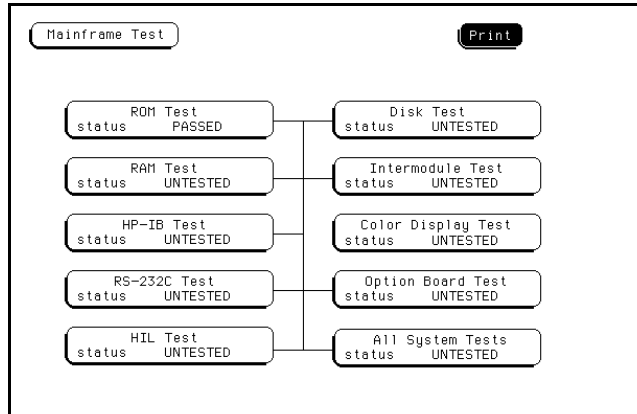 Mainframe Test
Print
ROM Test
status PASSED
Disk Test
status UNTESTED
RAM Test
status UNTESTED
Intermodule Test
status UNTESTED
HP-IB Test
status UNTESTED
Color Display Test
status UNTESTED
RS-232C Test
status UNTESTED
Option Board Test
status UNTESTED
HIL Test
status UNTESTED
All System Tests
status UNTESTED